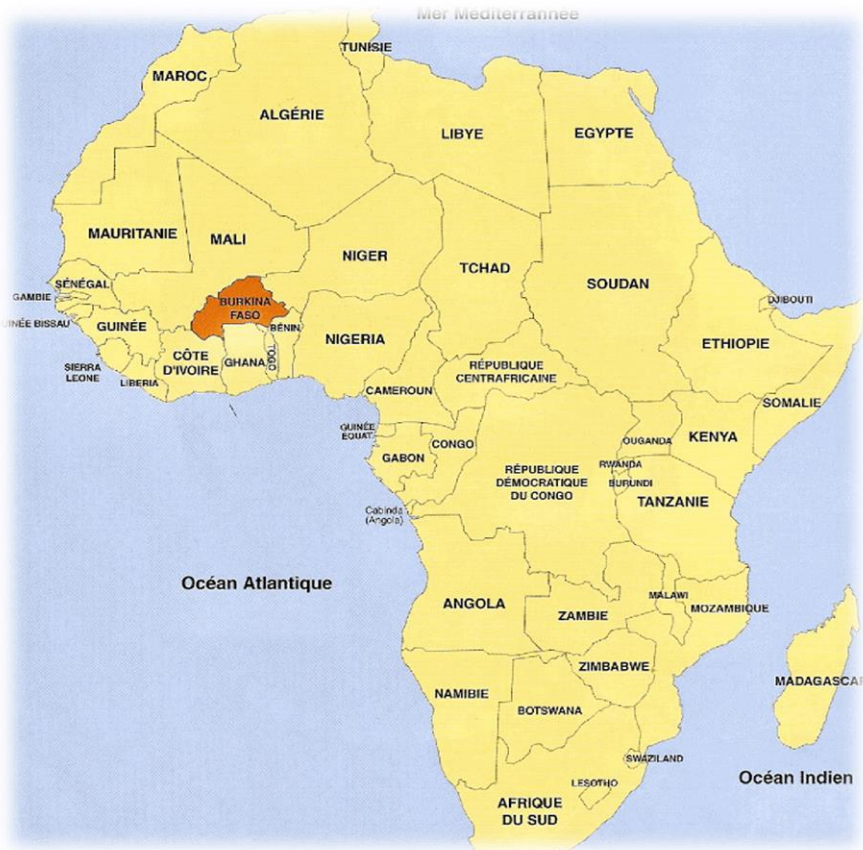 Mer Méditerrannée
TUNISIE
MAROC
ALGÉRIE
LIBYE
EGYPTE
MAURITANIE
MALI
NIGER
TCHAD
SOUDAN
SÉNÉGAL
GAMBIE
UINÉE BISSAU
GUINÉE
BURKINA
FASO
BÉNIN
NIGERIA
DJIBOUTI
ETHIOPIE
SIERRA
LEONE
LIBERIA
CÔTE
D'IVOIRE
GHANA
TOGO
CAMEROUN
RÉPUBLIQUE
CENTRAFRICAINE
SOMALIE
GUINÉE
EQUAT
GABON
CONGO
OUGANDA
KENYA
RÉPUBLIQUE
DÉMOCRATIQUE
DU CONGO
RWANDA
BURUNDI
TANZANIE
Cabinda
(Angola)
Océan Atlantique
ANGOLA
ZAMBIE
MALAWI
MOZAMBIQUE
ZIMBABWE
NAMIBIE
BOTSWANA
MADAGASCAR
SWAZILAND
LESOTHO
Océan Indien
AFRIQUE
DU SUD